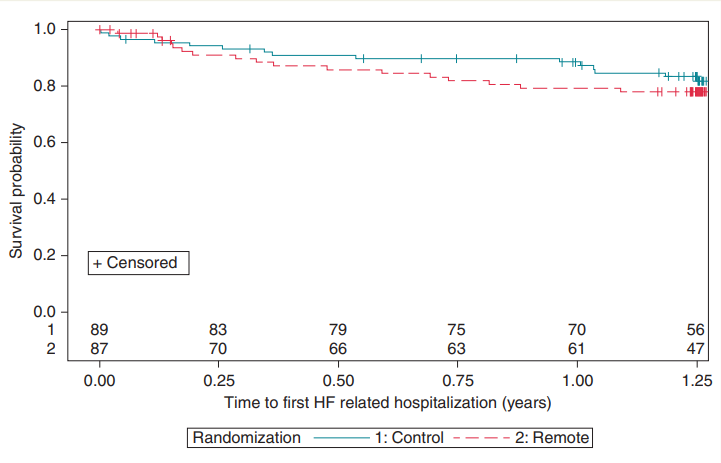 Survival probability
1.0
0.8
0.6
0.4
0.2
0.0
+ Censored
1 89 83 79 75 70 56
2 87 70 66 63 61 47
0.00 0.25 0.50 0.75 1.00 1.25
Time to first HF related hospitalization (years)
Randomization 1: Control 2: Remote